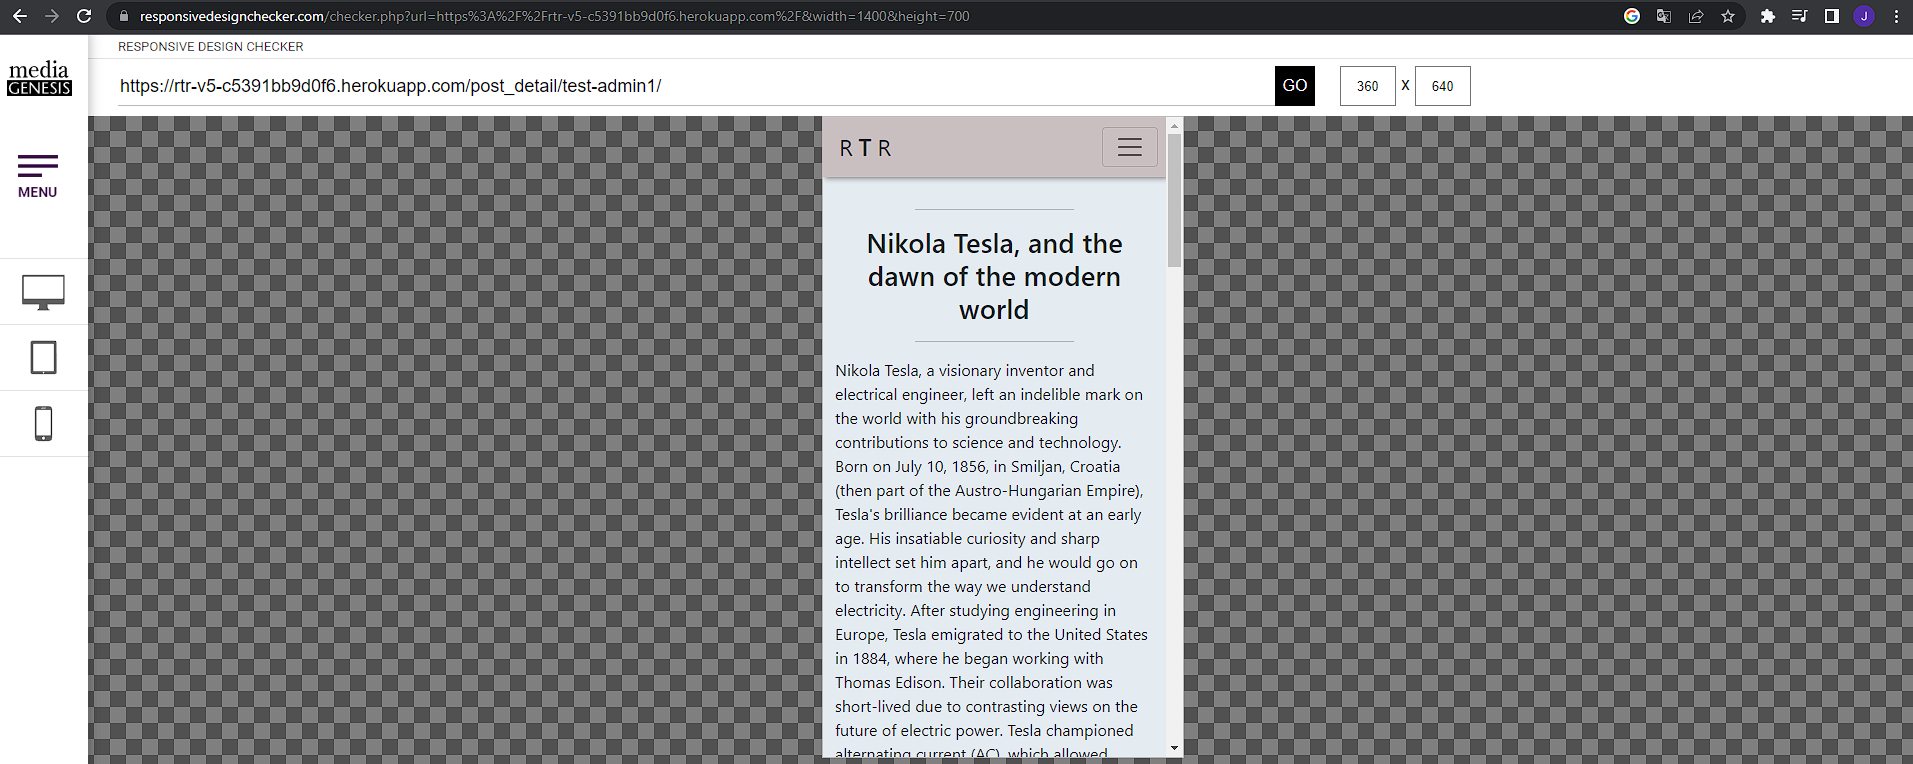 responsivedesignchecker.com/checker.php?url=https%3A%2F%2Frtr-v5-c5391bb9d0f6.herokuapp.com%2F&width=1400&height=700
J
RESPONSIVE DESIGN CHECKER
media
GENESIS
https://rtr-v5-c5391bb9d0f6.herokuapp.com/post_detail/test-admin1/
GO
360 X 640
MENU
R T R
Nikola Tesla, and the
dawn of the modern
world
Nikola Tesla, a visionary inventor and
electrical engineer, left an indelible mark on
the world with his groundbreaking
contributions to science and technology.
Born on July 10, 1856, in Smiljan, Croatia
(then part of the Austro-Hungarian Empire),
Tesla's brilliance became evident at an early
age. His insatiable curiosity and sharp
intellect set him apart, and he would go on
to transform the way we understand
electricity. After studying engineering in
Europe, Tesla emigrated to the United States
in 1884, where he began working with
Thomas Edison. Their collaboration was
short-lived due to contrasting views on the
future of electric power. Tesla championed
alternating current (AC), which allowed